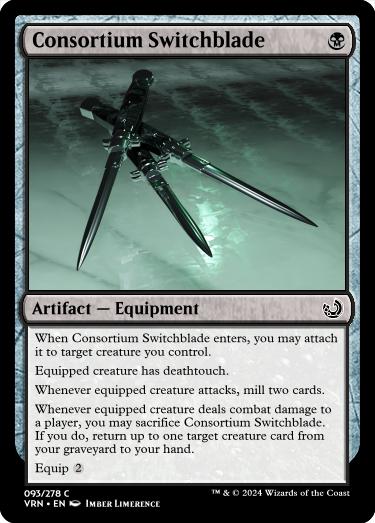 Consortium Switchblade
Artifact — Equipment
When Consortium Switchblade enters, you may attach
it to target creature you control.
Equipped creature has deathtouch.
Whenever equipped creature attacks, mill two cards.
Whenever equipped creature deals combat damage to
a player, you may sacrifice Consortium Switchblade.
If you do, return up to one target creature card from
your graveyard to your hand.
Equip 2
093/278 C
VRN • EN Imber Limerence
™ & © 2024 Wizards of the Coast